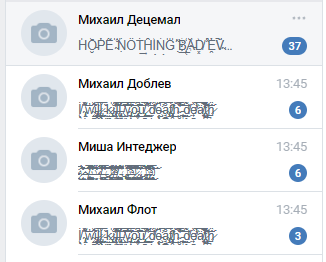 Михаил Децемал
HOPE NOTHING BAD EV...
37
Михаил Доблев
13:45
I will kill you death death
6
Миша Интеджер
13:45
6
Михаил Флот
13:45
I will kill you death death
3